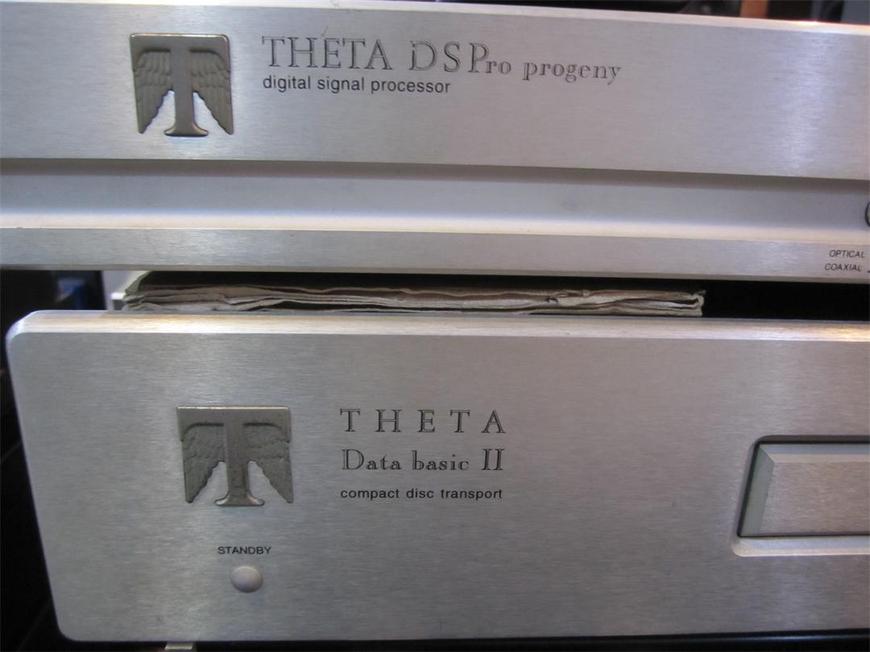 THETA DSPro progeny
digital signal processor
OPTICAL
COAXIAL
T
THETA
Data basic II
compact disc transport
T
STANDBY